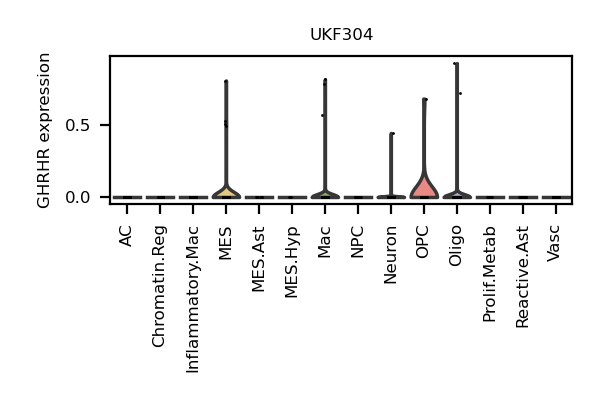 UKF304
GHRHR expression
0.5
0.0
AC
Chromatin.Reg
Inflammatory.Mac
MES
MES.Ast
MES.Hyp
Mac
NPC
Neuron
OPC
Oligo
Prolif.Metab
Reactive.Ast
Vasc